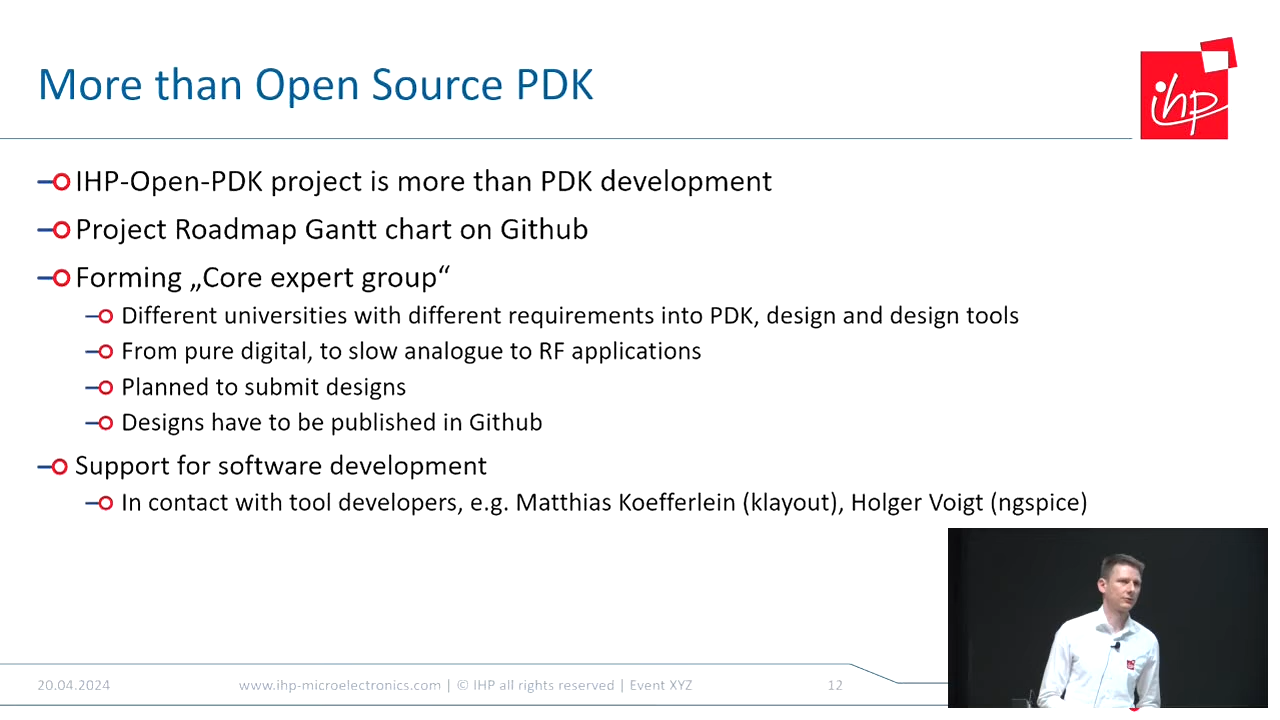 More than Open Source PDK
ihp
IHP-Open-PDK project is more than PDK development
Project Roadmap Gantt chart on Github
Forming „Core expert group“
Different universities with different requirements into PDK, design and design tools
From pure digital, to slow analogue to RF applications
Planned to submit designs
Designs have to be published in Github
Support for software development
In contact with tool developers, e.g. Matthias Koefferlein (klayout), Holger Voigt (ngspice)
20.04.2024 www.ihp-microelectronics.com | © IHP all rights reserved | Event XYZ 12